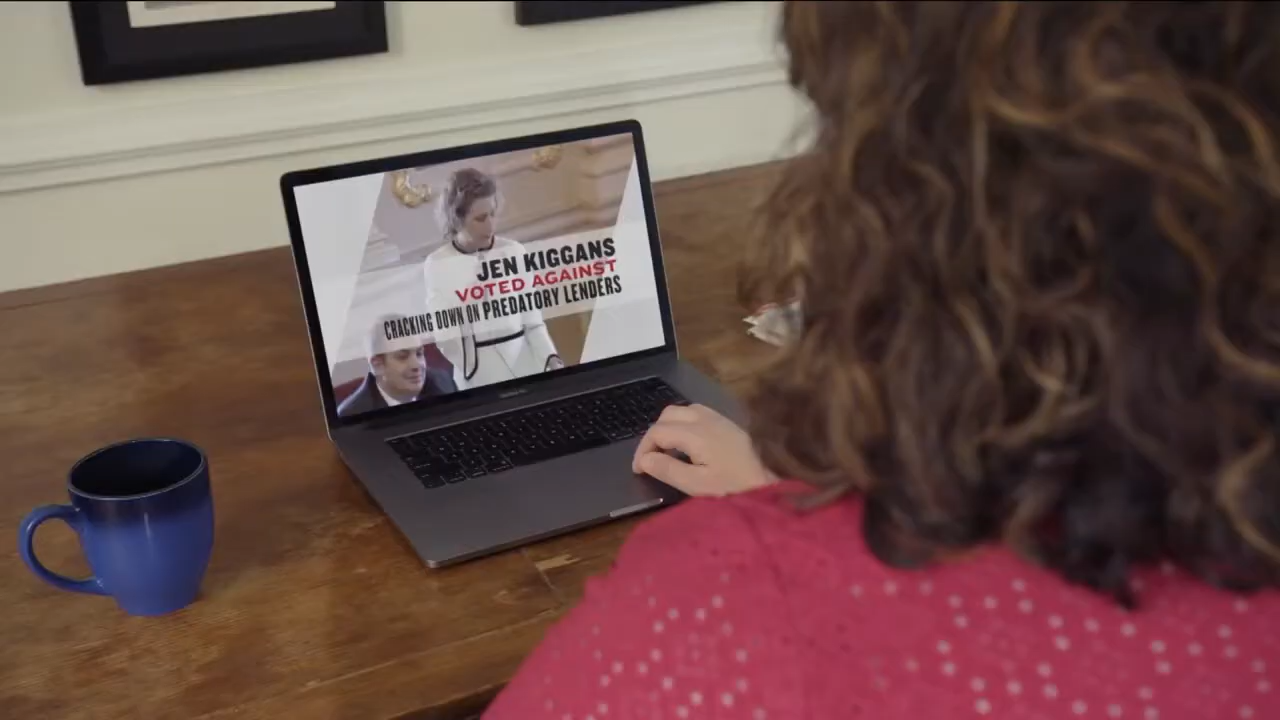 JEN KIGGANS
VOTED AGAINST
CRACKING DOWN ON PREDATORY LENDERS